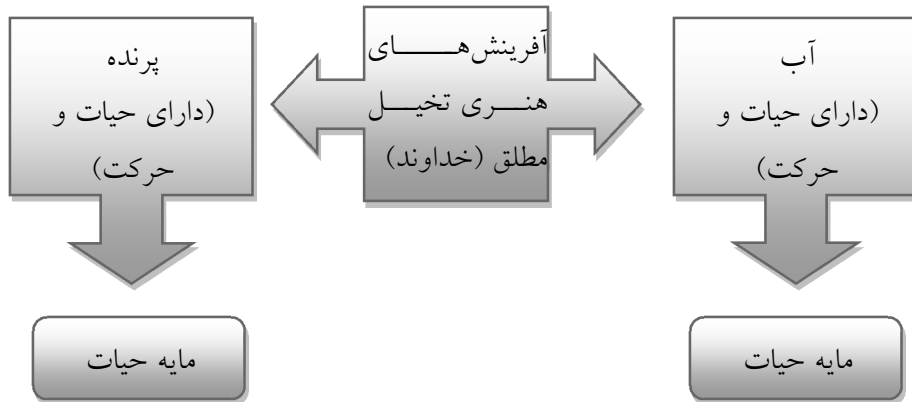 آب
(دارای حیات و
حرکت)
آفرینش‌های
هنری تخیل
مطلق (خداوند)
پرنده
(دارای حیات و
حرکت)
مایه حیات
مایه حیات